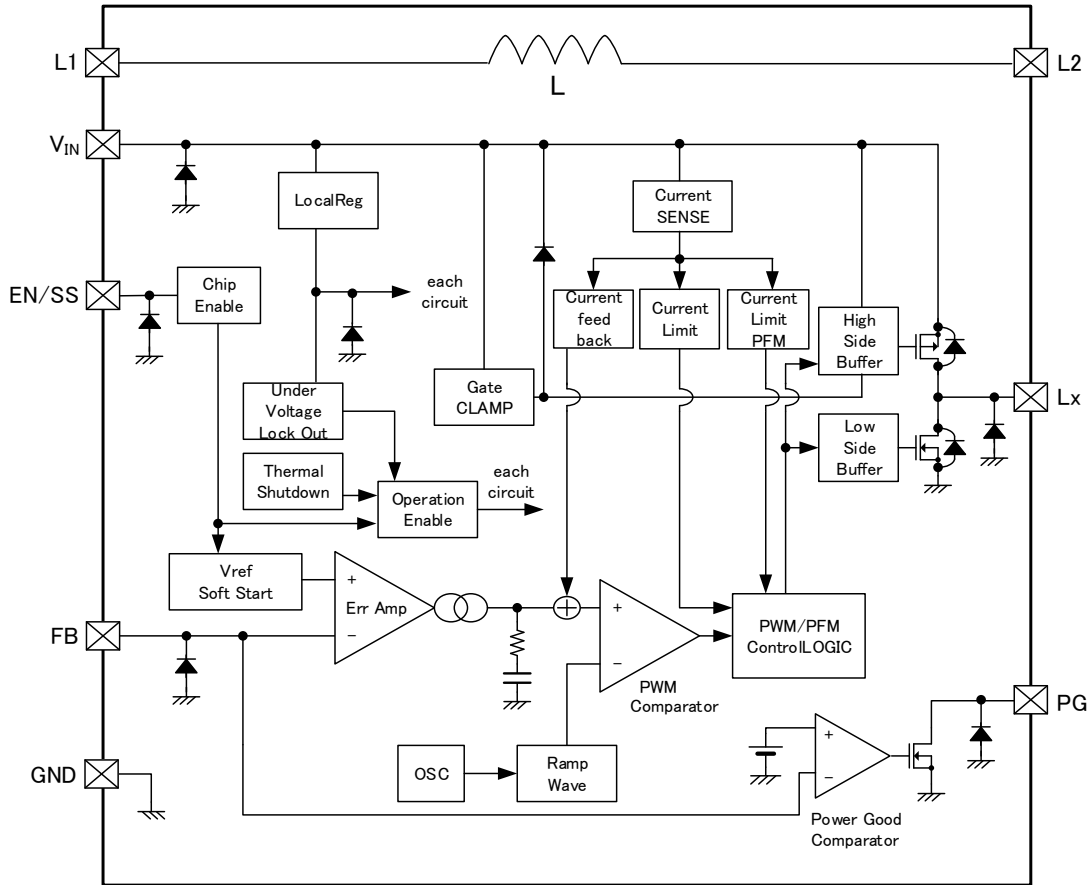 L1
L
L2
VIN
LocalReg
Current
SENSE
EN/SS
Chip
Enable
each
circuit
Current
feed
back
Current
Limit
Current
Limit
PFM
High
Side
Buffer
Gate
CLAMP
Under
Voltage
Lock Out
Lx
Low
Side
Buffer
Thermal
Shutdown
Operation
Enable
each
circuit
Vref
Soft Start
+
Err Amp
−
FB
+
−
PWM
Comparator
PWM/PFM
ControlLOGIC
PG
GND
OSC
Ramp
Wave
+
−
Power Good
Comparator